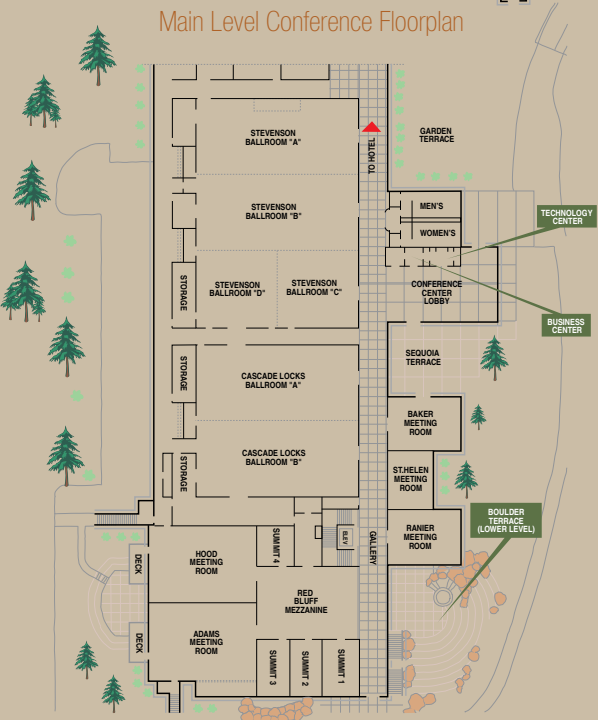 Main Level Conference Floorplan
STEVENSON
BALLROOM "A"
TO HOTEL
GARDEN
TERRACE
STEVENSON
BALLROOM "B"
MEN'S
WOMEN'S
TECHNOLOGY
CENTER
STORAGE
STEVENSON
BALLROOM "D"
STEVENSON
BALLROOM "C"
CONFERENCE
CENTER
LOBBY
BUSINESS
CENTER
STORAGE
CASCADE LOCKS
BALLROOM "A"
SEQUOIA
TERRACE
BAKER
MEETING
ROOM
STORAGE
CASCADE LOCKS
BALLROOM "B"
ST.HELEN
MEETING
ROOM
BOULDER
TERRACE
(LOWER LEVEL)
RANIER
MEETING
ROOM
GALLERY
ELEV
SUMMIT 4
HOOD
MEETING
ROOM
DECK
RED
BLUFF
MEZZANINE
DECK
ADAMS
MEETING
ROOM
SUMMIT 3
SUMMIT 2
SUMMIT 1